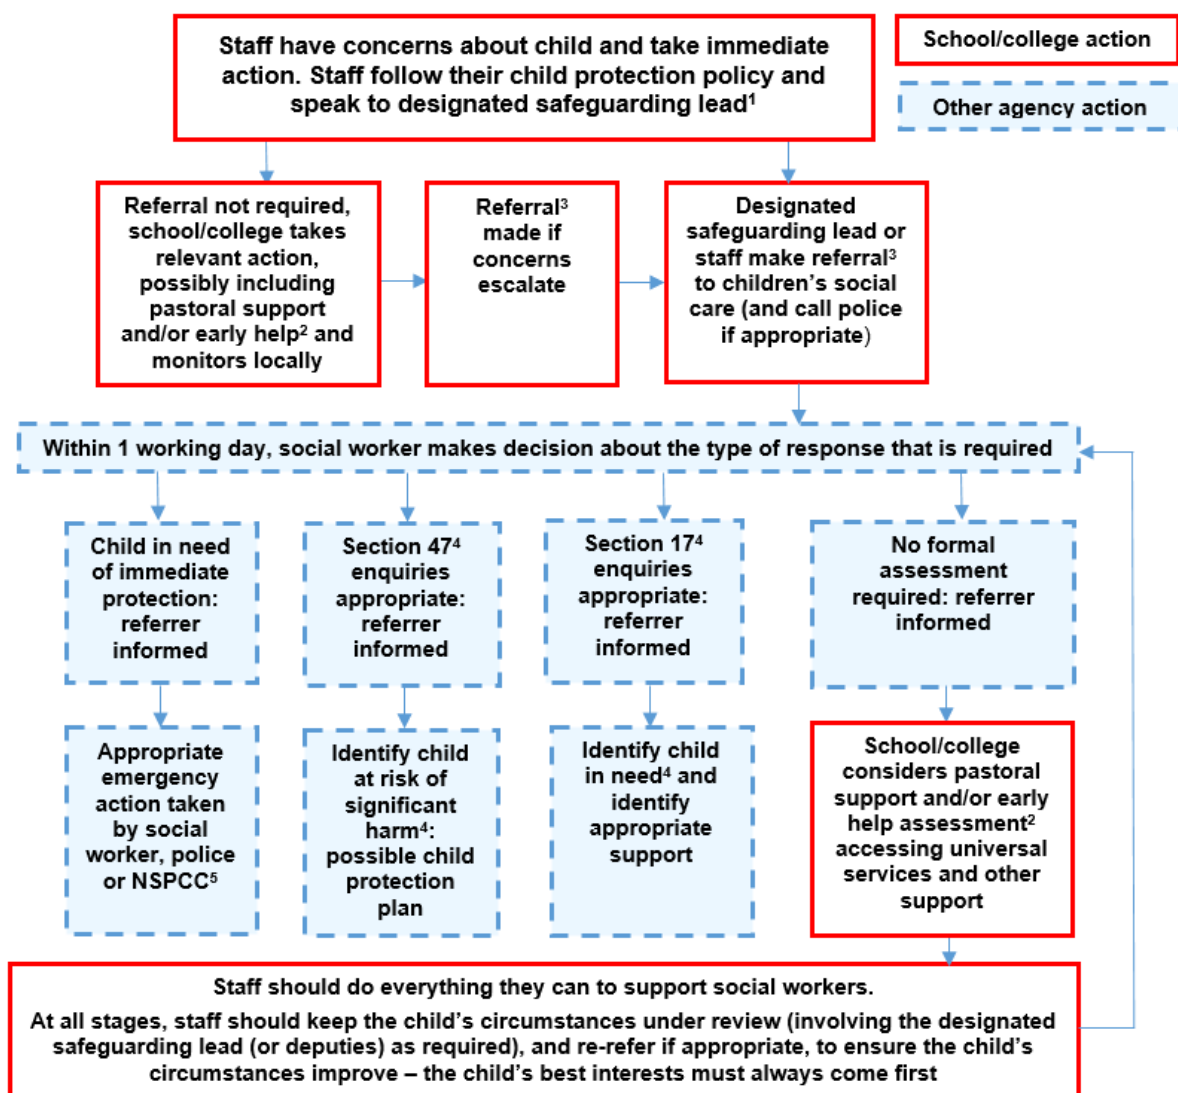 Staff have concerns about child and take immediate
action. Staff follow their child protection policy and
speak to designated safeguarding lead¹
School/college action
Other agency action
Referral not required,
school/college takes
relevant action,
possibly including
pastoral support
and/or early help² and
monitors locally
Referral³
made if
concerns
escalate
Designated
safeguarding lead or
staff make referral³
to children’s social
care (and call police
if appropriate)
Within 1 working day, social worker makes decision about the type of response that is required
Child in need
of immediate
protection:
referrer
informed
Section 47⁴
enquiries
appropriate:
referrer
informed
Section 17⁴
enquiries
appropriate:
referrer
informed
No formal
assessment
required: referrer
informed
Appropriate
emergency
action taken
by social
worker, police
or NSPCC⁵
Identify child
at risk of
significant
harm⁴:
possible child
protection
plan
Identify child
in need⁴ and
identify
appropriate
support
School/college
considers pastoral
support and/or early
help assessment²
accessing universal
services and other
support
Staff should do everything they can to support social workers.
At all stages, staff should keep the child’s circumstances under review (involving the designated
safeguarding lead (or deputies) as required), and re-refer if appropriate, to ensure the child’s
circumstances improve – the child’s best interests must always come first